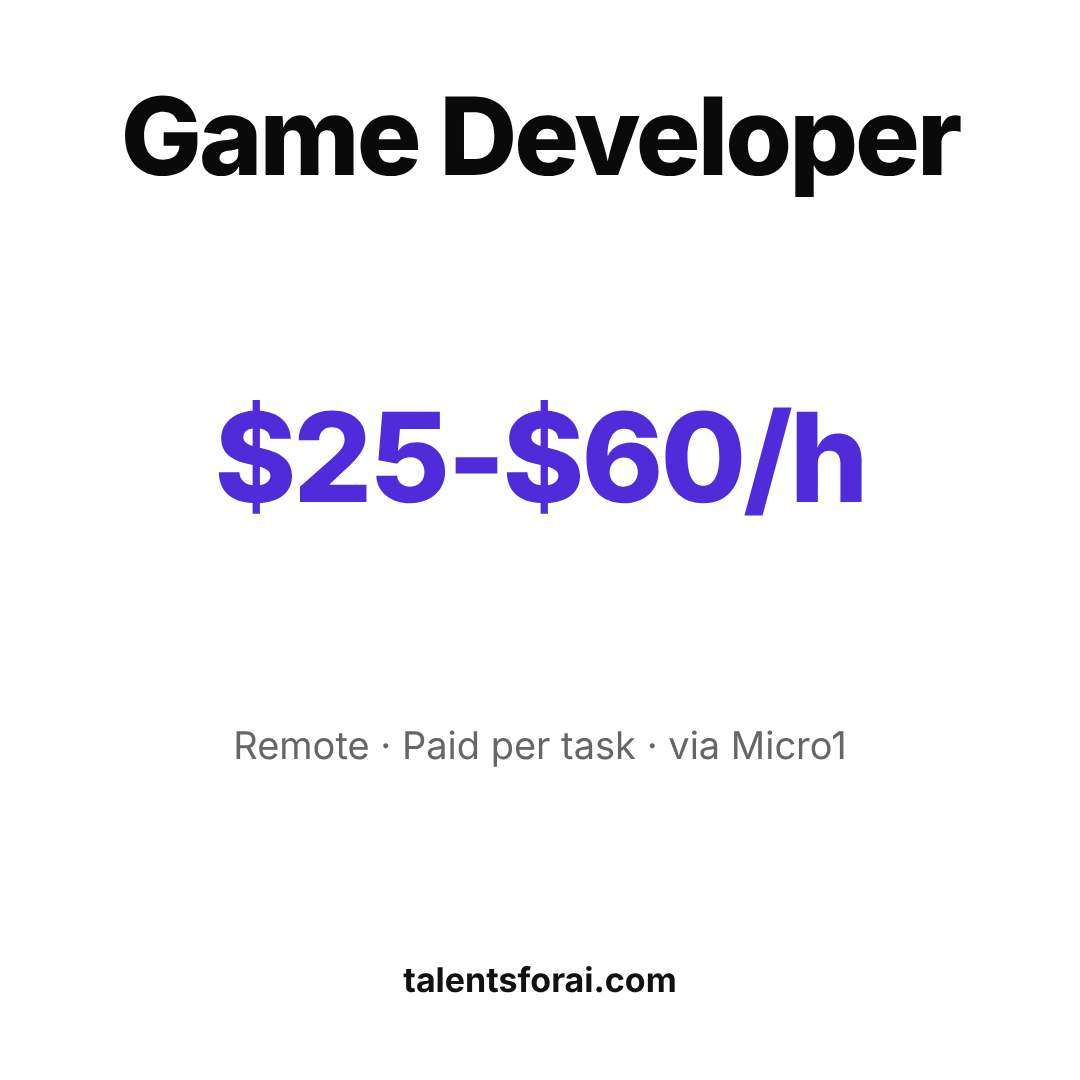 Game Developer
$25-$60/h
Remote · Paid per task · via Micro1
talentsforai.com